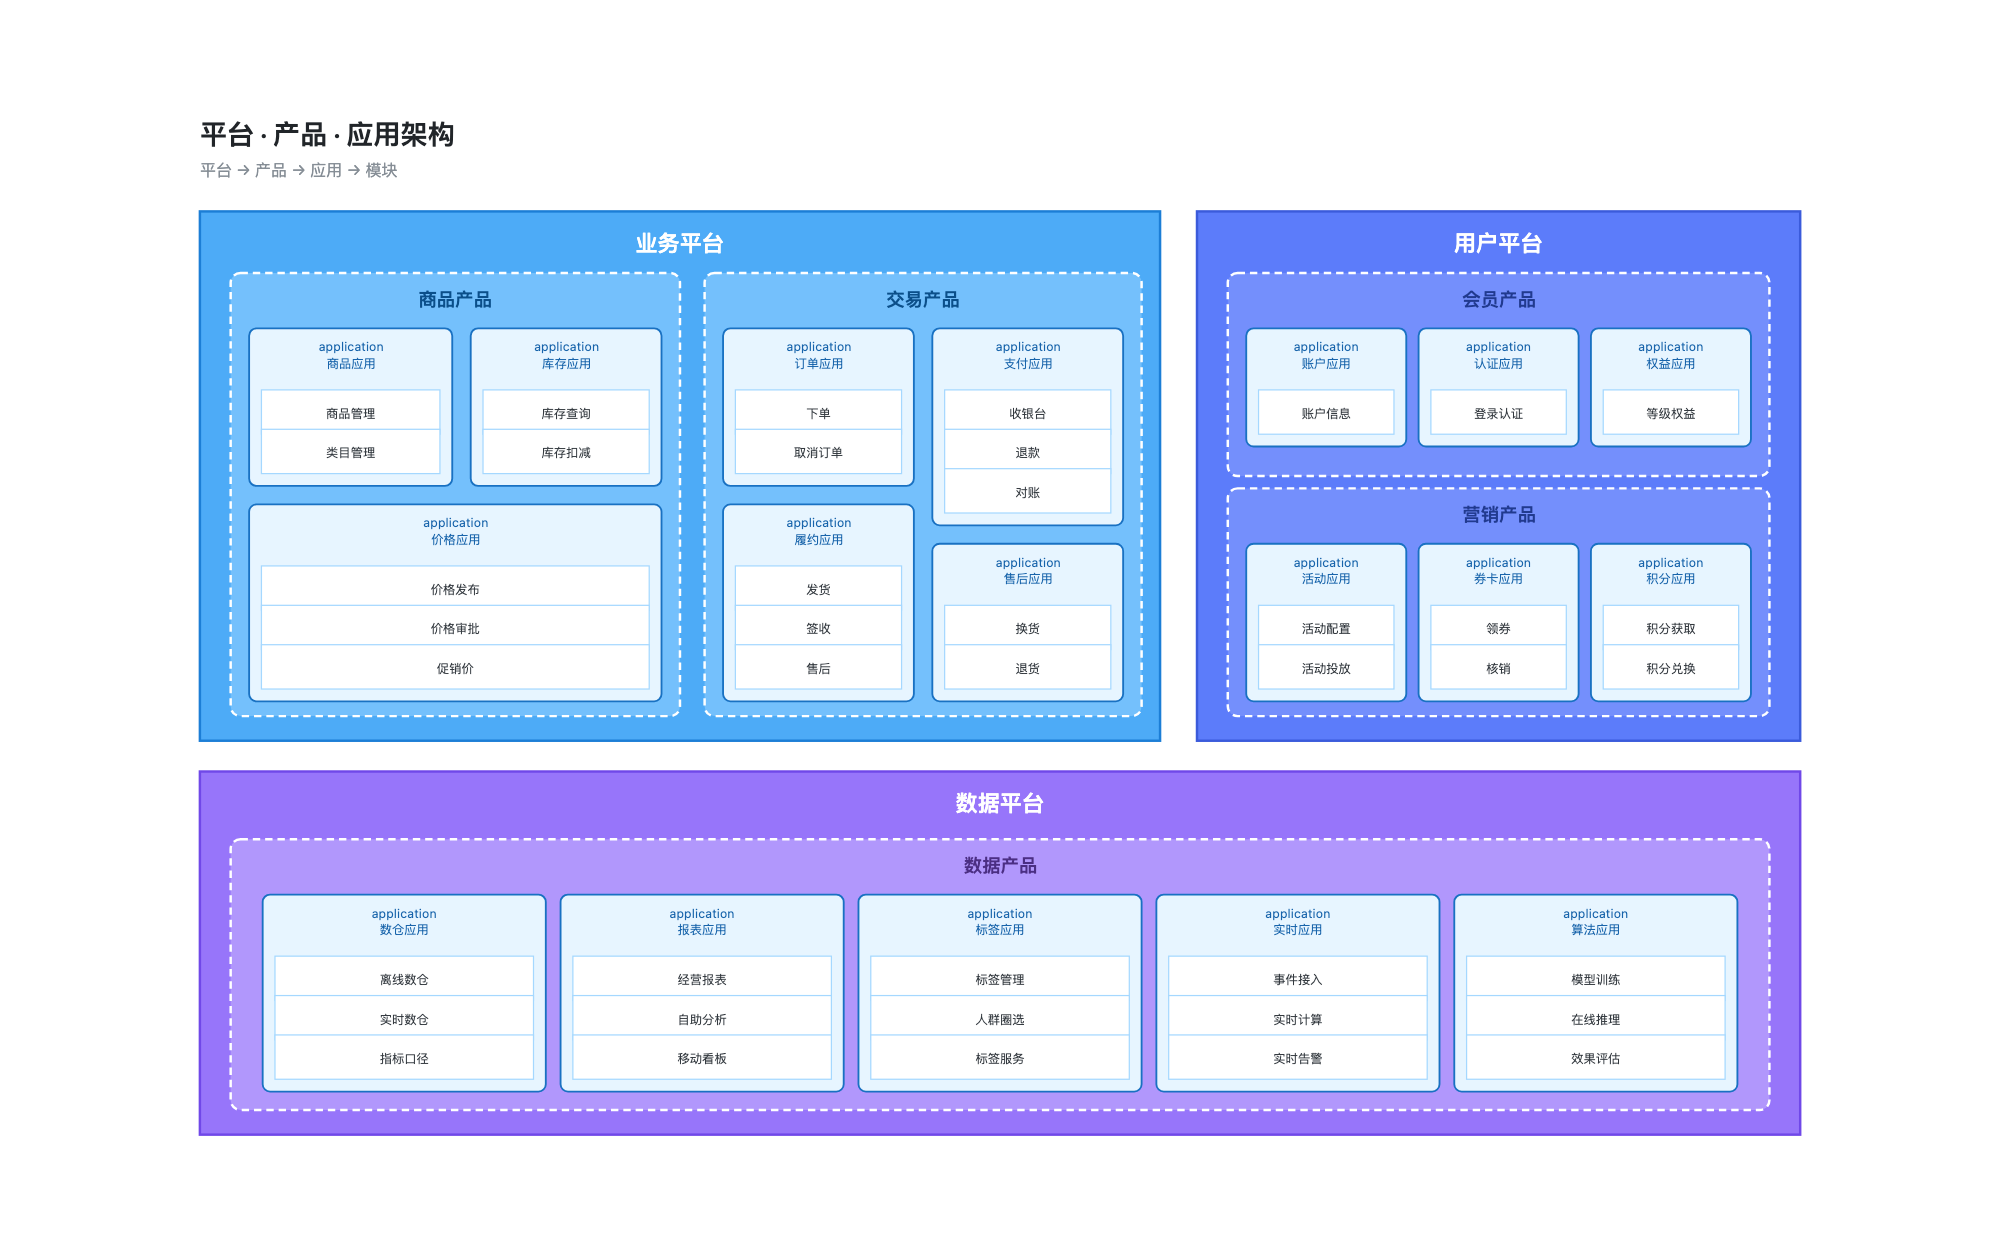 平台 · 产品 · 应用架构
平台 → 产品 → 应用 → 模块
业务平台
商品产品
application
商品应用
商品管理
类目管理
application
库存应用
库存查询
库存扣减
application
价格应用
价格发布
价格审批
促销价
交易产品
application
订单应用
下单
取消订单
application
支付应用
收银台
退款
对账
application
履约应用
发货
签收
售后
application
售后应用
换货
退货
用户平台
会员产品
application
账户应用
账户信息
application
认证应用
登录认证
application
权益应用
等级权益
营销产品
application
活动应用
活动配置
活动投放
application
券卡应用
领券
核销
application
积分应用
积分获取
积分兑换
数据平台
数据产品
application
数仓应用
离线数仓
实时数仓
指标口径
application
报表应用
经营报表
自助分析
移动看板
application
标签应用
标签管理
人群圈选
标签服务
application
实时应用
事件接入
实时计算
实时告警
application
算法应用
模型训练
在线推理
效果评估